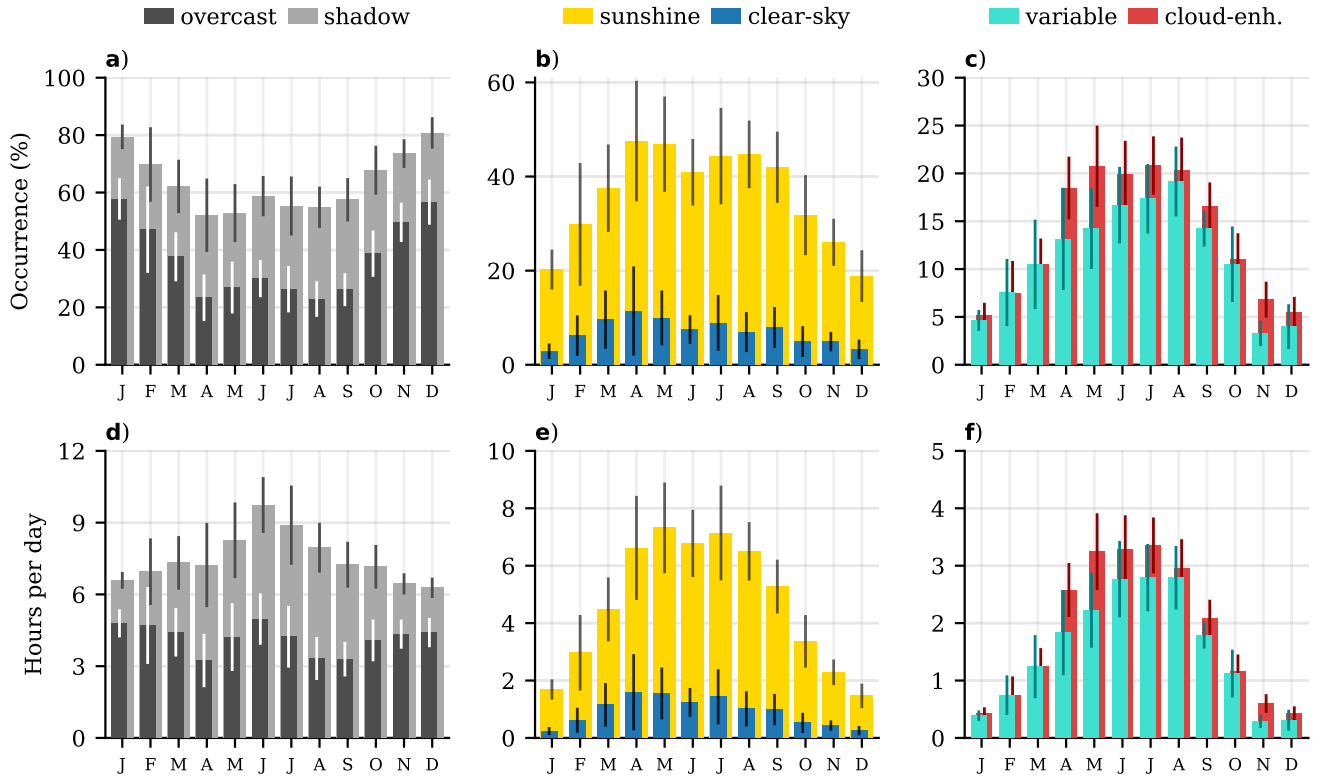 overcast shadow
sunshine clear-sky
variable cloud-enh.
a)
b)
c)
Occurrence (%)
100
80
60
40
20
0
J F M A M J J A S O N D
60
40
20
0
J F M A M J J A S O N D
30
25
20
15
10
5
0
J F M A M J J A S O N D
d)
e)
f)
Hours per day
12
9
6
3
0
J F M A M J J A S O N D
10
8
6
4
2
0
J F M A M J J A S O N D
5
4
3
2
1
0
J F M A M J J A S O N D